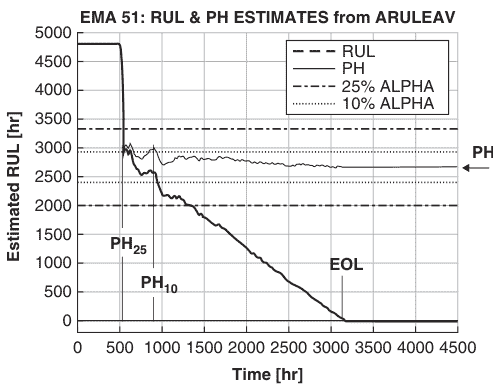 EMA 51: RUL & PH ESTIMATES from ARULEAV
Estimated RUL [hr]
5000
4500
4000
3500
3000
2500
2000
1500
1000
500
0
RUL
PH
25% ALPHA
10% ALPHA
PH
PH25
PH10
EOL
0 500 1000 1500 2000 2500 3000 3500 4000 4500
Time [hr]